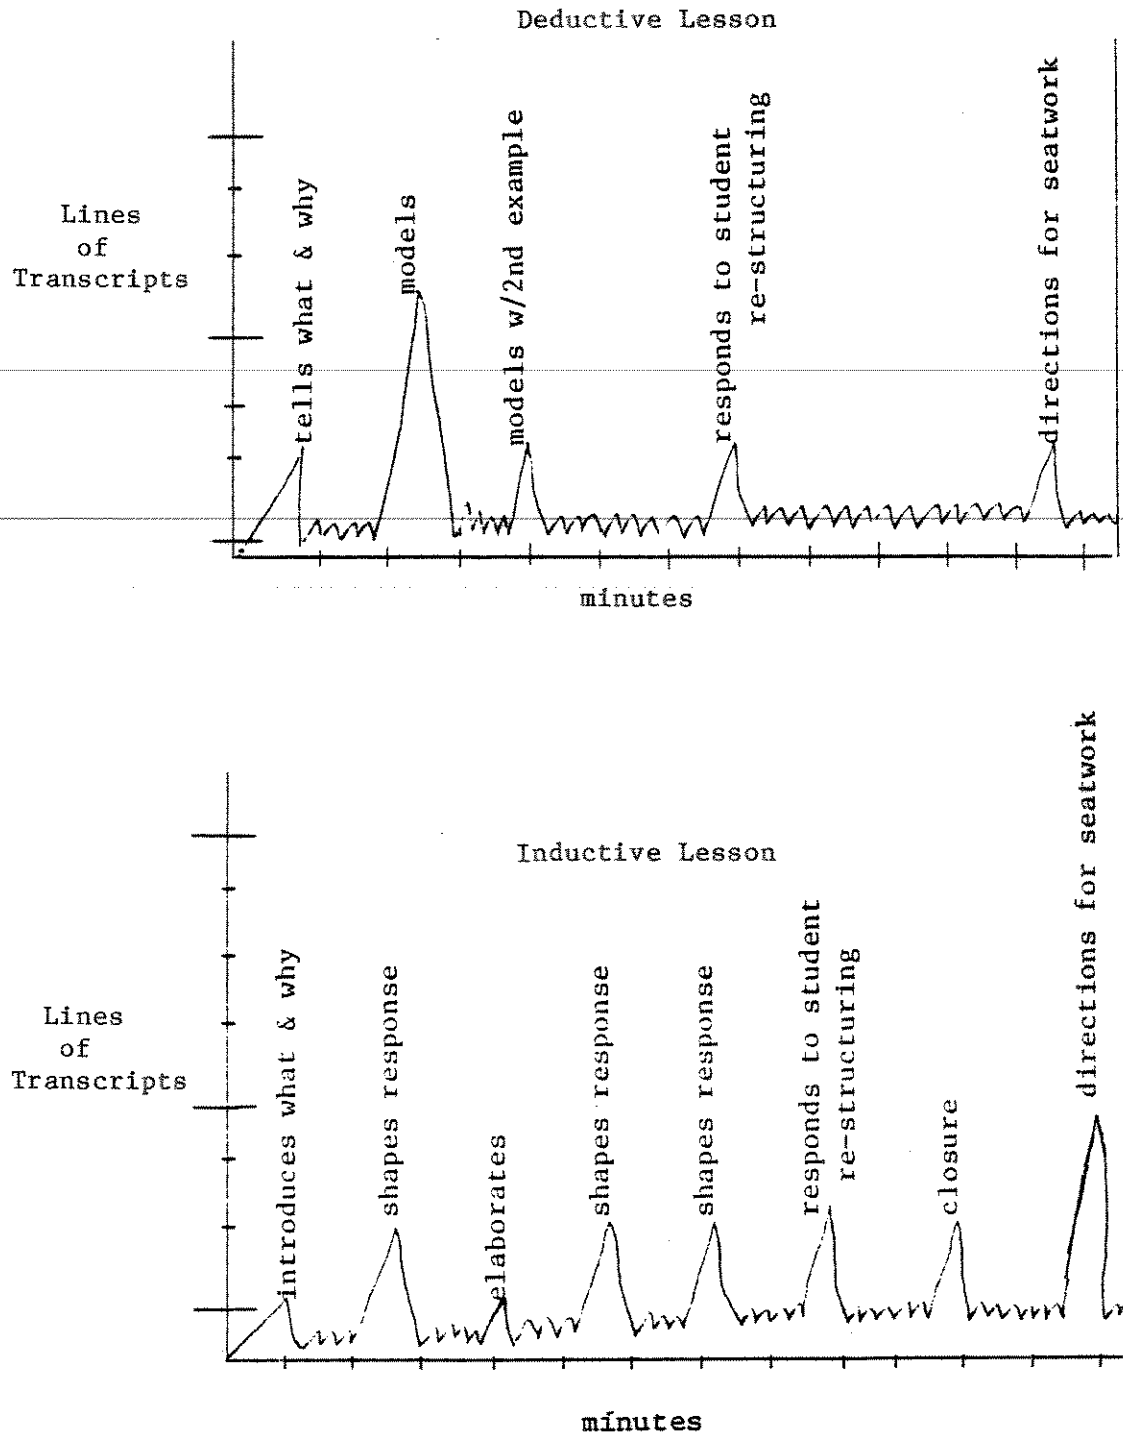 Deductive Lesson
Lines
of
Transcripts
tells what & why
models
models w/2nd example
responds to student
re-structuring
directions for seatwork
minutes
Inductive Lesson
Lines
of
Transcripts
introduces what & why
shapes response
elaborates
shapes response
shapes response
responds to student
re-structuring
closure
directions for seatwork
minutes